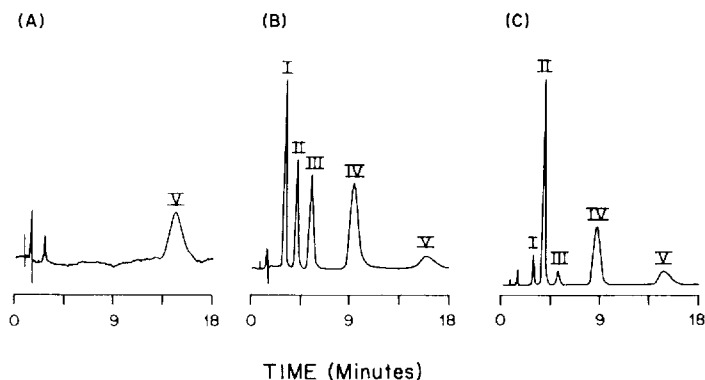 (A) (B) (C)
I II
II III IV V
V
I III IV V
0 9 18 0 9 18 0 9 18
TIME (Minutes)